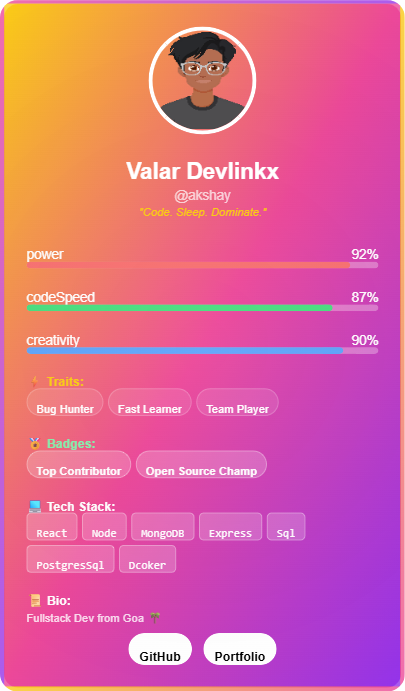 Valar Devlinkx
@akshay
"Code. Sleep. Dominate."
power 92%
codeSpeed 87%
creativity 90%
Traits:
Bug Hunter Fast Learner Team Player
Badges:
Top Contributor Open Source Champ
Tech Stack:
React Node MongoDB Express Sql
PostgresSql Dcoker
Bio:
Fullstack Dev from Goa 🌴
GitHub Portfolio